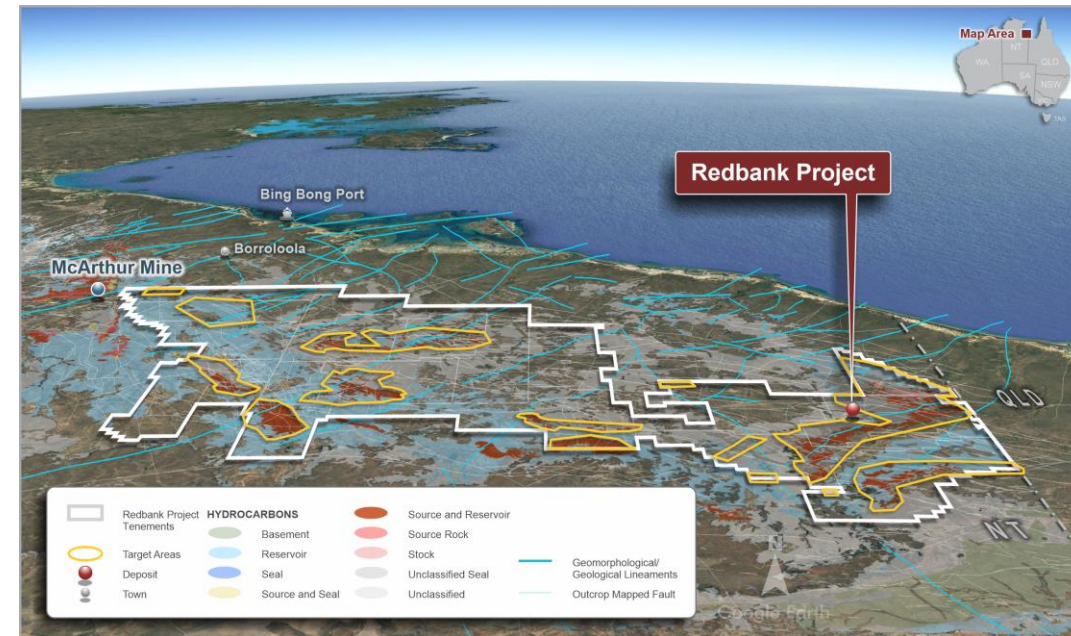 Map Area
NT
WA
QLD
SA
NSW
TAS
Redbank Project
Bing Bong Port
Borroloola
McArthur Mine
QLD
NT
Redbank Project
Tenements
Target Areas
Deposit
Town
HYDROCARBONS
Basement
Reservoir
Seal
Source and Seal
Source and Reservoir
Source Rock
Stock
Unclassified Seal
Unclassified
Geomorphological/
Geological Lineaments
Outcrop Mapped Fault
N
Google Earth